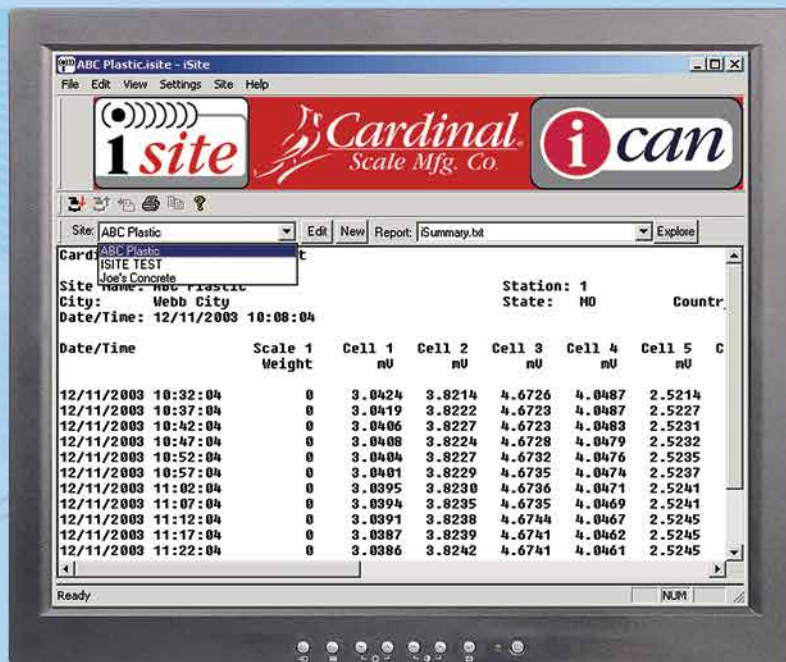 ABC Plastic.isite - iSite
File Edit View Settings Site Help
isite
Cardinal
Scale Mfg. Co.
i can
Site: ABC Plastic Edit New Report: iSummary.txt Explore
ABC Plastic
ISITE TEST
Joe's Concrete
Card t
Site Name: ABC Plastic Station: 1
City: Webb City State: MO Countr
Date/Time: 12/11/2003 10:08:04
Date/Time Scale 1 Cell 1 Cell 2 Cell 3 Cell 4 Cell 5 C
Weight mV mV mV mV mV
12/11/2003 10:32:04 0 3.0424 3.8214 4.6726 4.0487 2.5214
12/11/2003 10:37:04 0 3.0419 3.8222 4.6723 4.0487 2.5227
12/11/2003 10:42:04 0 3.0406 3.8227 4.6723 4.0483 2.5231
12/11/2003 10:47:04 0 3.0408 3.8224 4.6728 4.0479 2.5232
12/11/2003 10:52:04 0 3.0404 3.8227 4.6732 4.0476 2.5235
12/11/2003 10:57:04 0 3.0401 3.8229 4.6735 4.0474 2.5237
12/11/2003 11:02:04 0 3.0395 3.8230 4.6736 4.0471 2.5241
12/11/2003 11:07:04 0 3.0394 3.8235 4.6735 4.0469 2.5241
12/11/2003 11:12:04 0 3.0391 3.8238 4.6744 4.0467 2.5245
12/11/2003 11:17:04 0 3.0387 3.8239 4.6741 4.0462 2.5245
12/11/2003 11:22:04 0 3.0386 3.8242 4.6741 4.0461 2.5245
Ready NUM